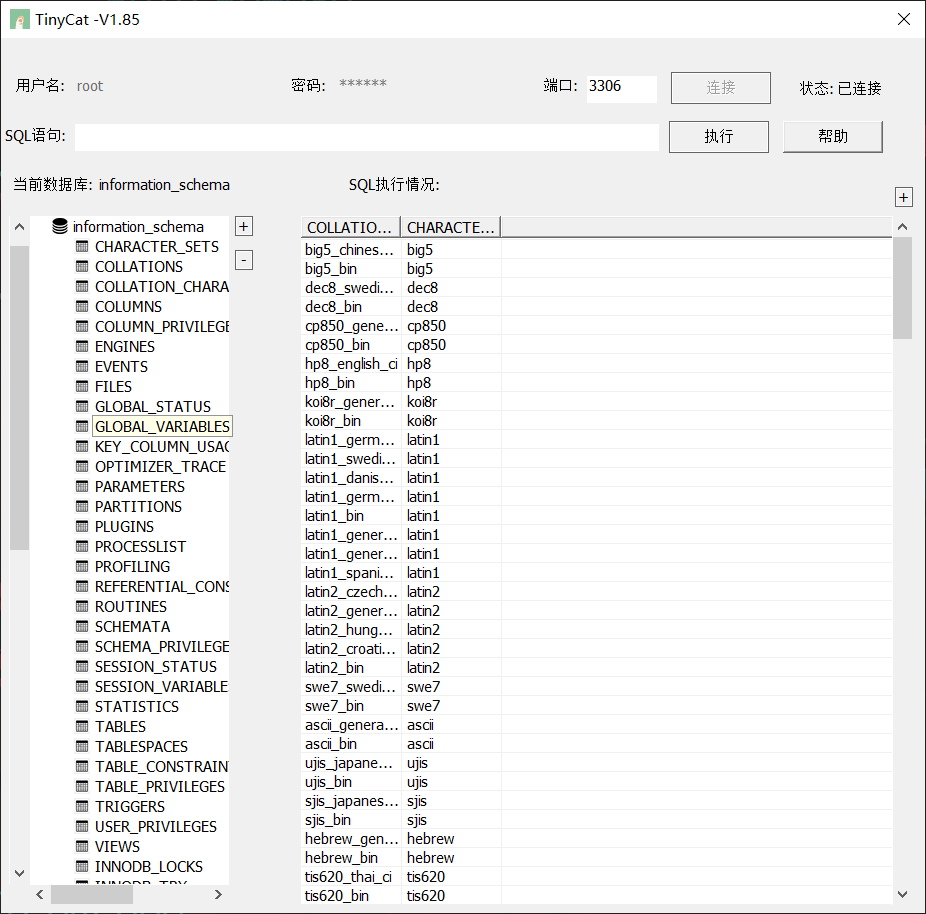 TinyCat -V1.85
用户名: root 密码: ****** 端口: 3306 连接 状态: 已连接
SQL语句: 执行 帮助
当前数据库: information_schema SQL执行情况:
+
information_schema
+
CHARACTER_SETS
COLLATIONS
-
COLLATION_CHARA
COLUMNS
COLUMN_PRIVILEGE
ENGINES
EVENTS
FILES
GLOBAL_STATUS
GLOBAL_VARIABLES
KEY_COLUMN_USAG
OPTIMIZER_TRACE
PARAMETERS
PARTITIONS
PLUGINS
PROCESSLIST
PROFILING
REFERENTIAL_CONS
ROUTINES
SCHEMATA
SCHEMA_PRIVILEGE
SESSION_STATUS
SESSION_VARIABLE
STATISTICS
TABLES
TABLESPACES
TABLE_CONSTRAIN
TABLE_PRIVILEGES
TRIGGERS
USER_PRIVILEGES
VIEWS
INNODB_LOCKS
INNODB_TRX
COLLATIO... CHARACTE...
big5_chines... big5
big5_bin big5
dec8_swedi... dec8
dec8_bin dec8
cp850_gene... cp850
cp850_bin cp850
hp8_english_ci hp8
hp8_bin hp8
koi8r_gener... koi8r
koi8r_bin koi8r
latin1_germ... latin1
latin1_swedi... latin1
latin1_danis... latin1
latin1_germ... latin1
latin1_bin latin1
latin1_gener... latin1
latin1_gener... latin1
latin1_spani... latin1
latin2_czech... latin2
latin2_gener... latin2
latin2_hung... latin2
latin2_croati... latin2
latin2_bin latin2
swe7_swedi... swe7
swe7_bin swe7
ascii_genera... ascii
ascii_bin ascii
ujis_japane... ujis
ujis_bin ujis
sjis_japanes... sjis
sjis_bin sjis
hebrew_gen... hebrew
hebrew_bin hebrew
tis620_thai_ci tis620
tis620_bin tis620